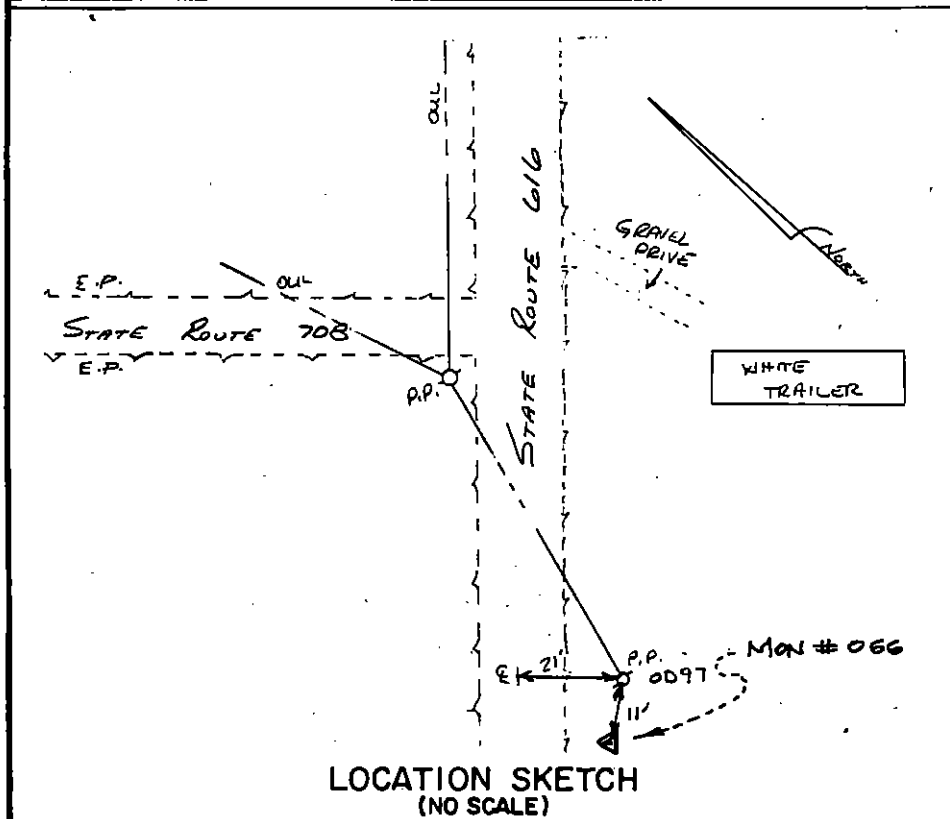 OUL
STATE ROUTE 616
GRAVEL
DRIVE
NORTH
E.P.
OUL
STATE ROUTE 708
E.P.
P.P.
WHITE
TRAILER
MON # 066
℄ 21' P.P.
0D97
11'
LOCATION SKETCH
(NO SCALE)